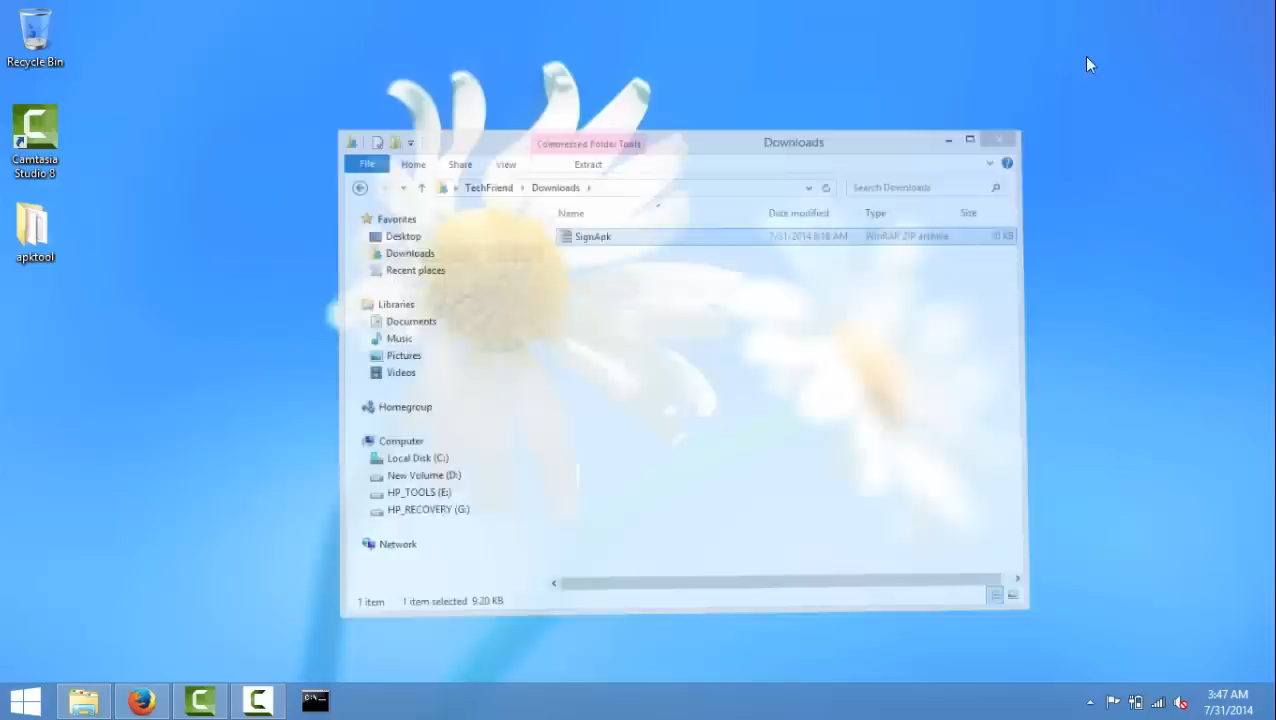 Recycle Bin
Camtasia
Studio 8
apktool
Compressed Folder Tools
Downloads
File Home Share View Extract
TechFriend Downloads
Search Downloads
Name Date modified Type Size
SignApk 7/31/2014 8:18 AM WinRAR ZIP archive 10 KB
Favorites
Desktop
Downloads
Recent places
Libraries
Documents
Music
Pictures
Videos
Homegroup
Computer
Local Disk (C:)
New Volume (D:)
HP_TOOLS (E:)
HP_RECOVERY (G:)
Network
1 item 1 item selected 9.20 KB
3:47 AM
7/31/2014